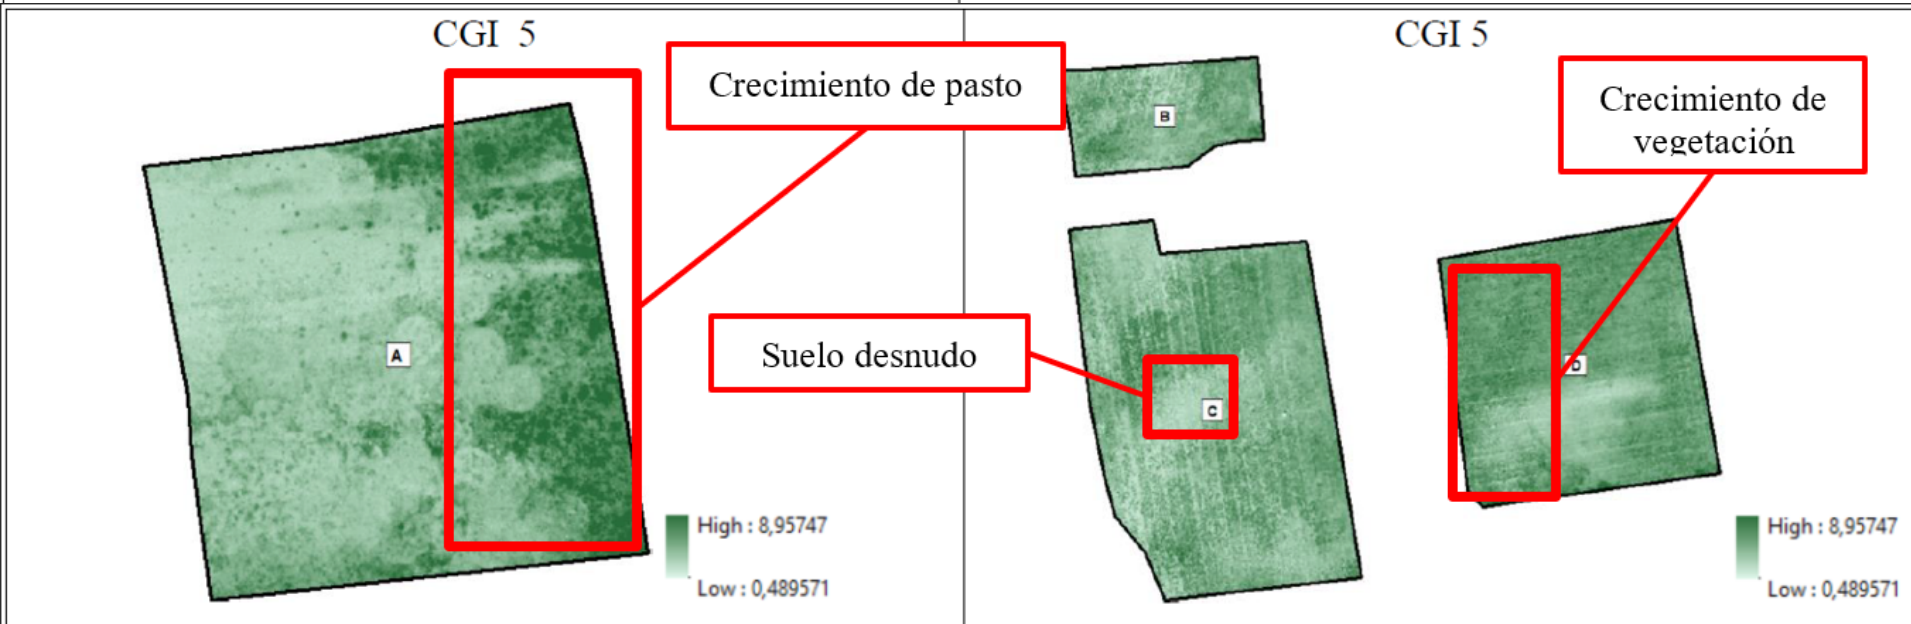 CGI 5
Crecimiento de pasto
A
High : 8,95747
Low : 0,489571
CGI 5
B
Crecimiento de
vegetación
Suelo desnudo
C
D
High : 8,95747
Low : 0,489571